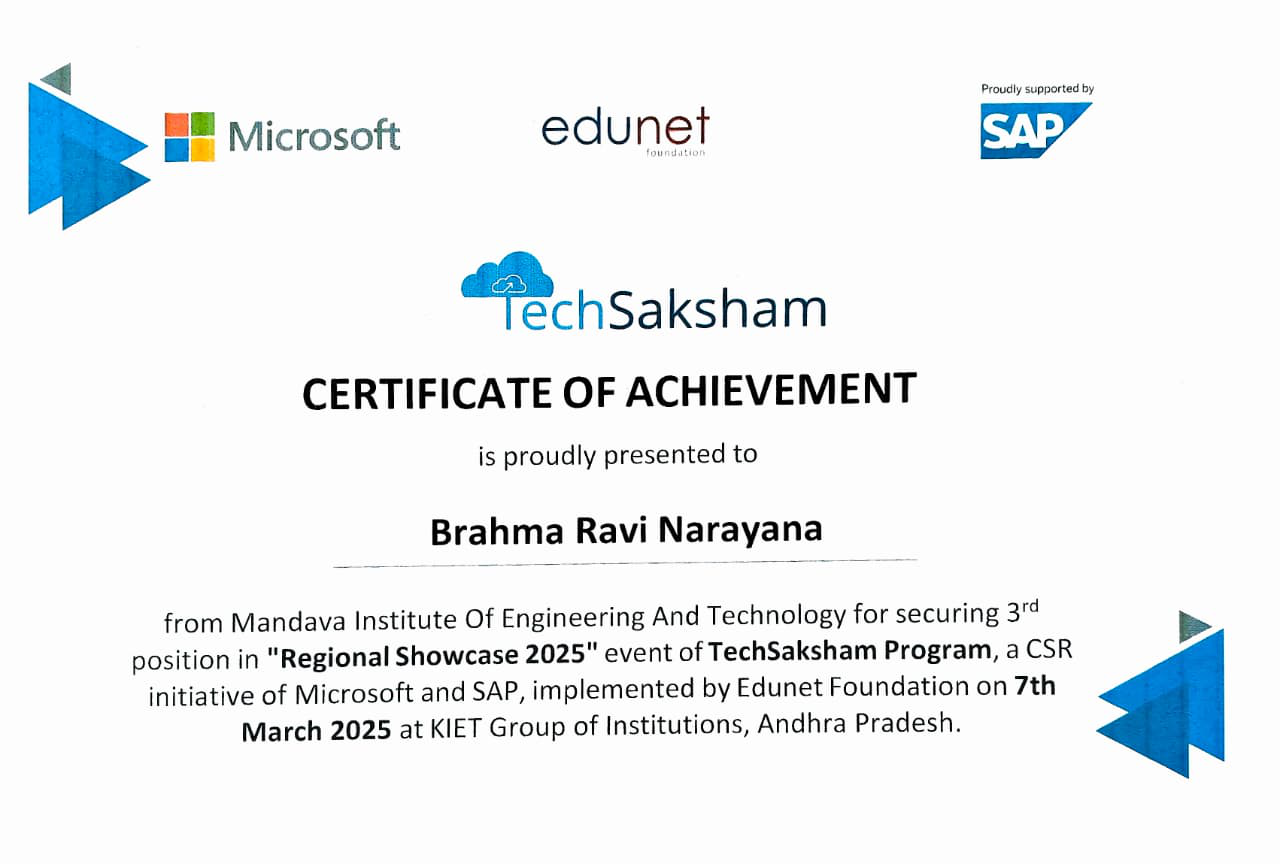 Microsoft
edunet
foundation
Proudly supported by
SAP
TechSaksham
CERTIFICATE OF ACHIEVEMENT
is proudly presented to
Brahma Ravi Narayana
from Mandava Institute Of Engineering And Technology for securing 3rd
position in "Regional Showcase 2025" event of TechSaksham Program, a CSR
initiative of Microsoft and SAP, implemented by Edunet Foundation on 7th
March 2025 at KIET Group of Institutions, Andhra Pradesh.